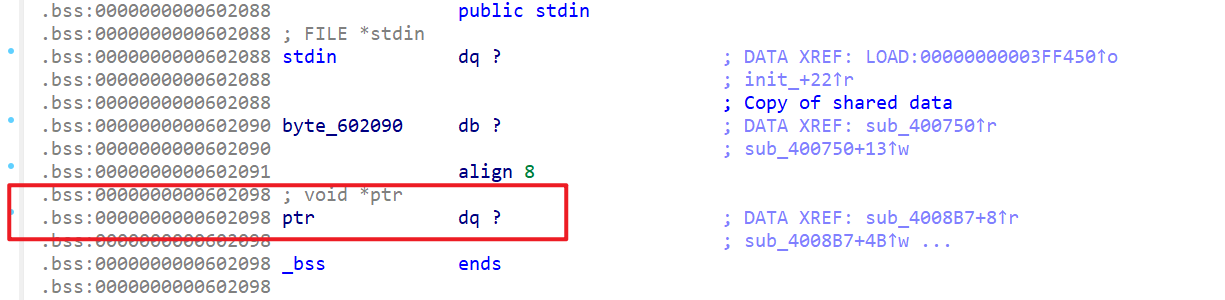 .bss:0000000000602088 public stdin
.bss:0000000000602088 ; FILE *stdin
.bss:0000000000602088 stdin dq ? ; DATA XREF: LOAD:00000000003FF450↑o
.bss:0000000000602088 ; init_+22↑r
.bss:0000000000602088 ; Copy of shared data
.bss:0000000000602090 byte_602090 db ? ; DATA XREF: sub_400750↑r
.bss:0000000000602090 ; sub_400750+13↑w
.bss:0000000000602091 align 8
.bss:0000000000602098 ; void *ptr
.bss:0000000000602098 ptr dq ? ; DATA XREF: sub_4008B7+8↑r
.bss:0000000000602098 ; sub_4008B7+4B↑w ...
.bss:0000000000602098 _bss ends
.bss:0000000000602098